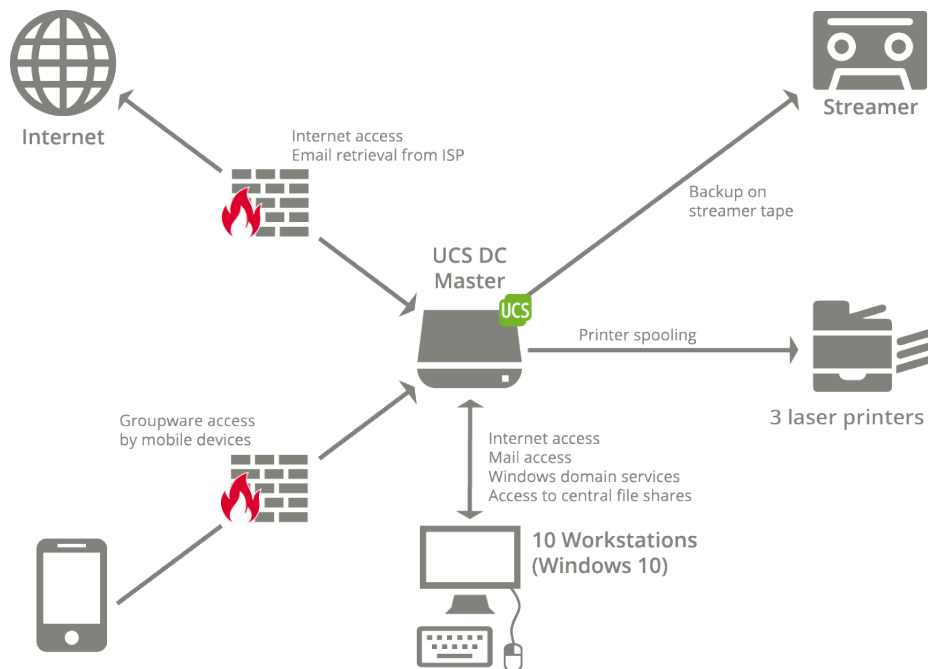 Internet
Internet access
Email retrieval from ISP
Streamer
Backup on
streamer tape
UCS DC
Master
UCS
Printer spooling
3 laser printers
Groupware access
by mobile devices
Internet access
Mail access
Windows domain services
Access to central file shares
10 Workstations
(Windows 10)